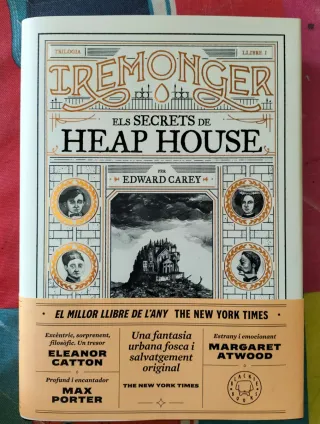 TRILOGIA
LLIBRE I
IREMONGER
ELS SECRETS DE
HEAP HOUSE
PER
EDWARD CAREY
EL MILLOR LLIBRE DE L'ANY THE NEW YORK TIMES
Excèntric, sorprenent,
filosòfic. Un tresor
ELEANOR
CATTON
Profund i encantador
MAX
PORTER
Una fantasia
urbana fosca i
salvatgement
original
THE NEW YORK TIMES
Estrany i emocionant
MARGARET
ATWOOD
BLACKIE BOOKS